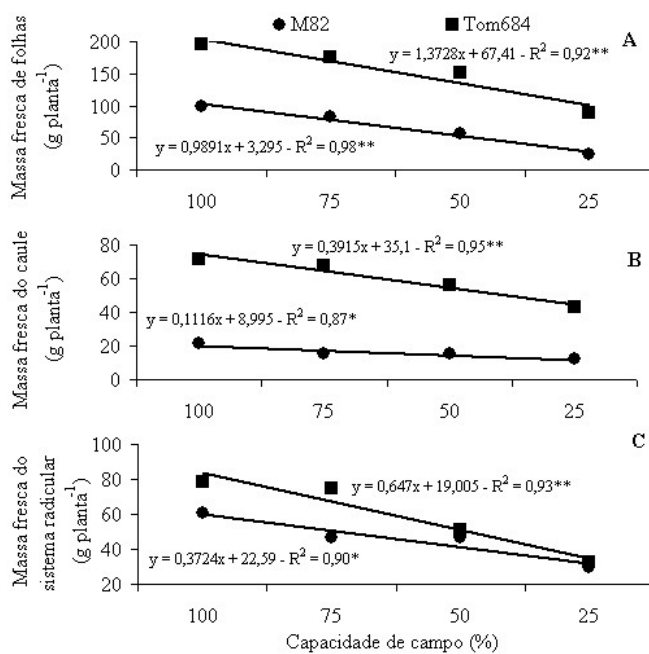 M82 Tom684
A
Massa fresca de folhas
(g planta⁻¹)
200
150
100
50
0
y = 1,3728x + 67,41 - R² = 0,92**
y = 0,9891x + 3,295 - R² = 0,98**
100 75 50 25
B
Massa fresca do caule
(g planta⁻¹)
80
60
40
20
0
y = 0,3915x + 35,1 - R² = 0,95**
y = 0,1116x + 8,995 - R² = 0,87*
100 75 50 25
C
Massa fresca do
sistema radicular
(g planta⁻¹)
100
80
60
40
20
y = 0,647x + 19,005 - R² = 0,93**
y = 0,3724x + 22,59 - R² = 0,90*
100 75 50 25
Capacidade de campo (%)